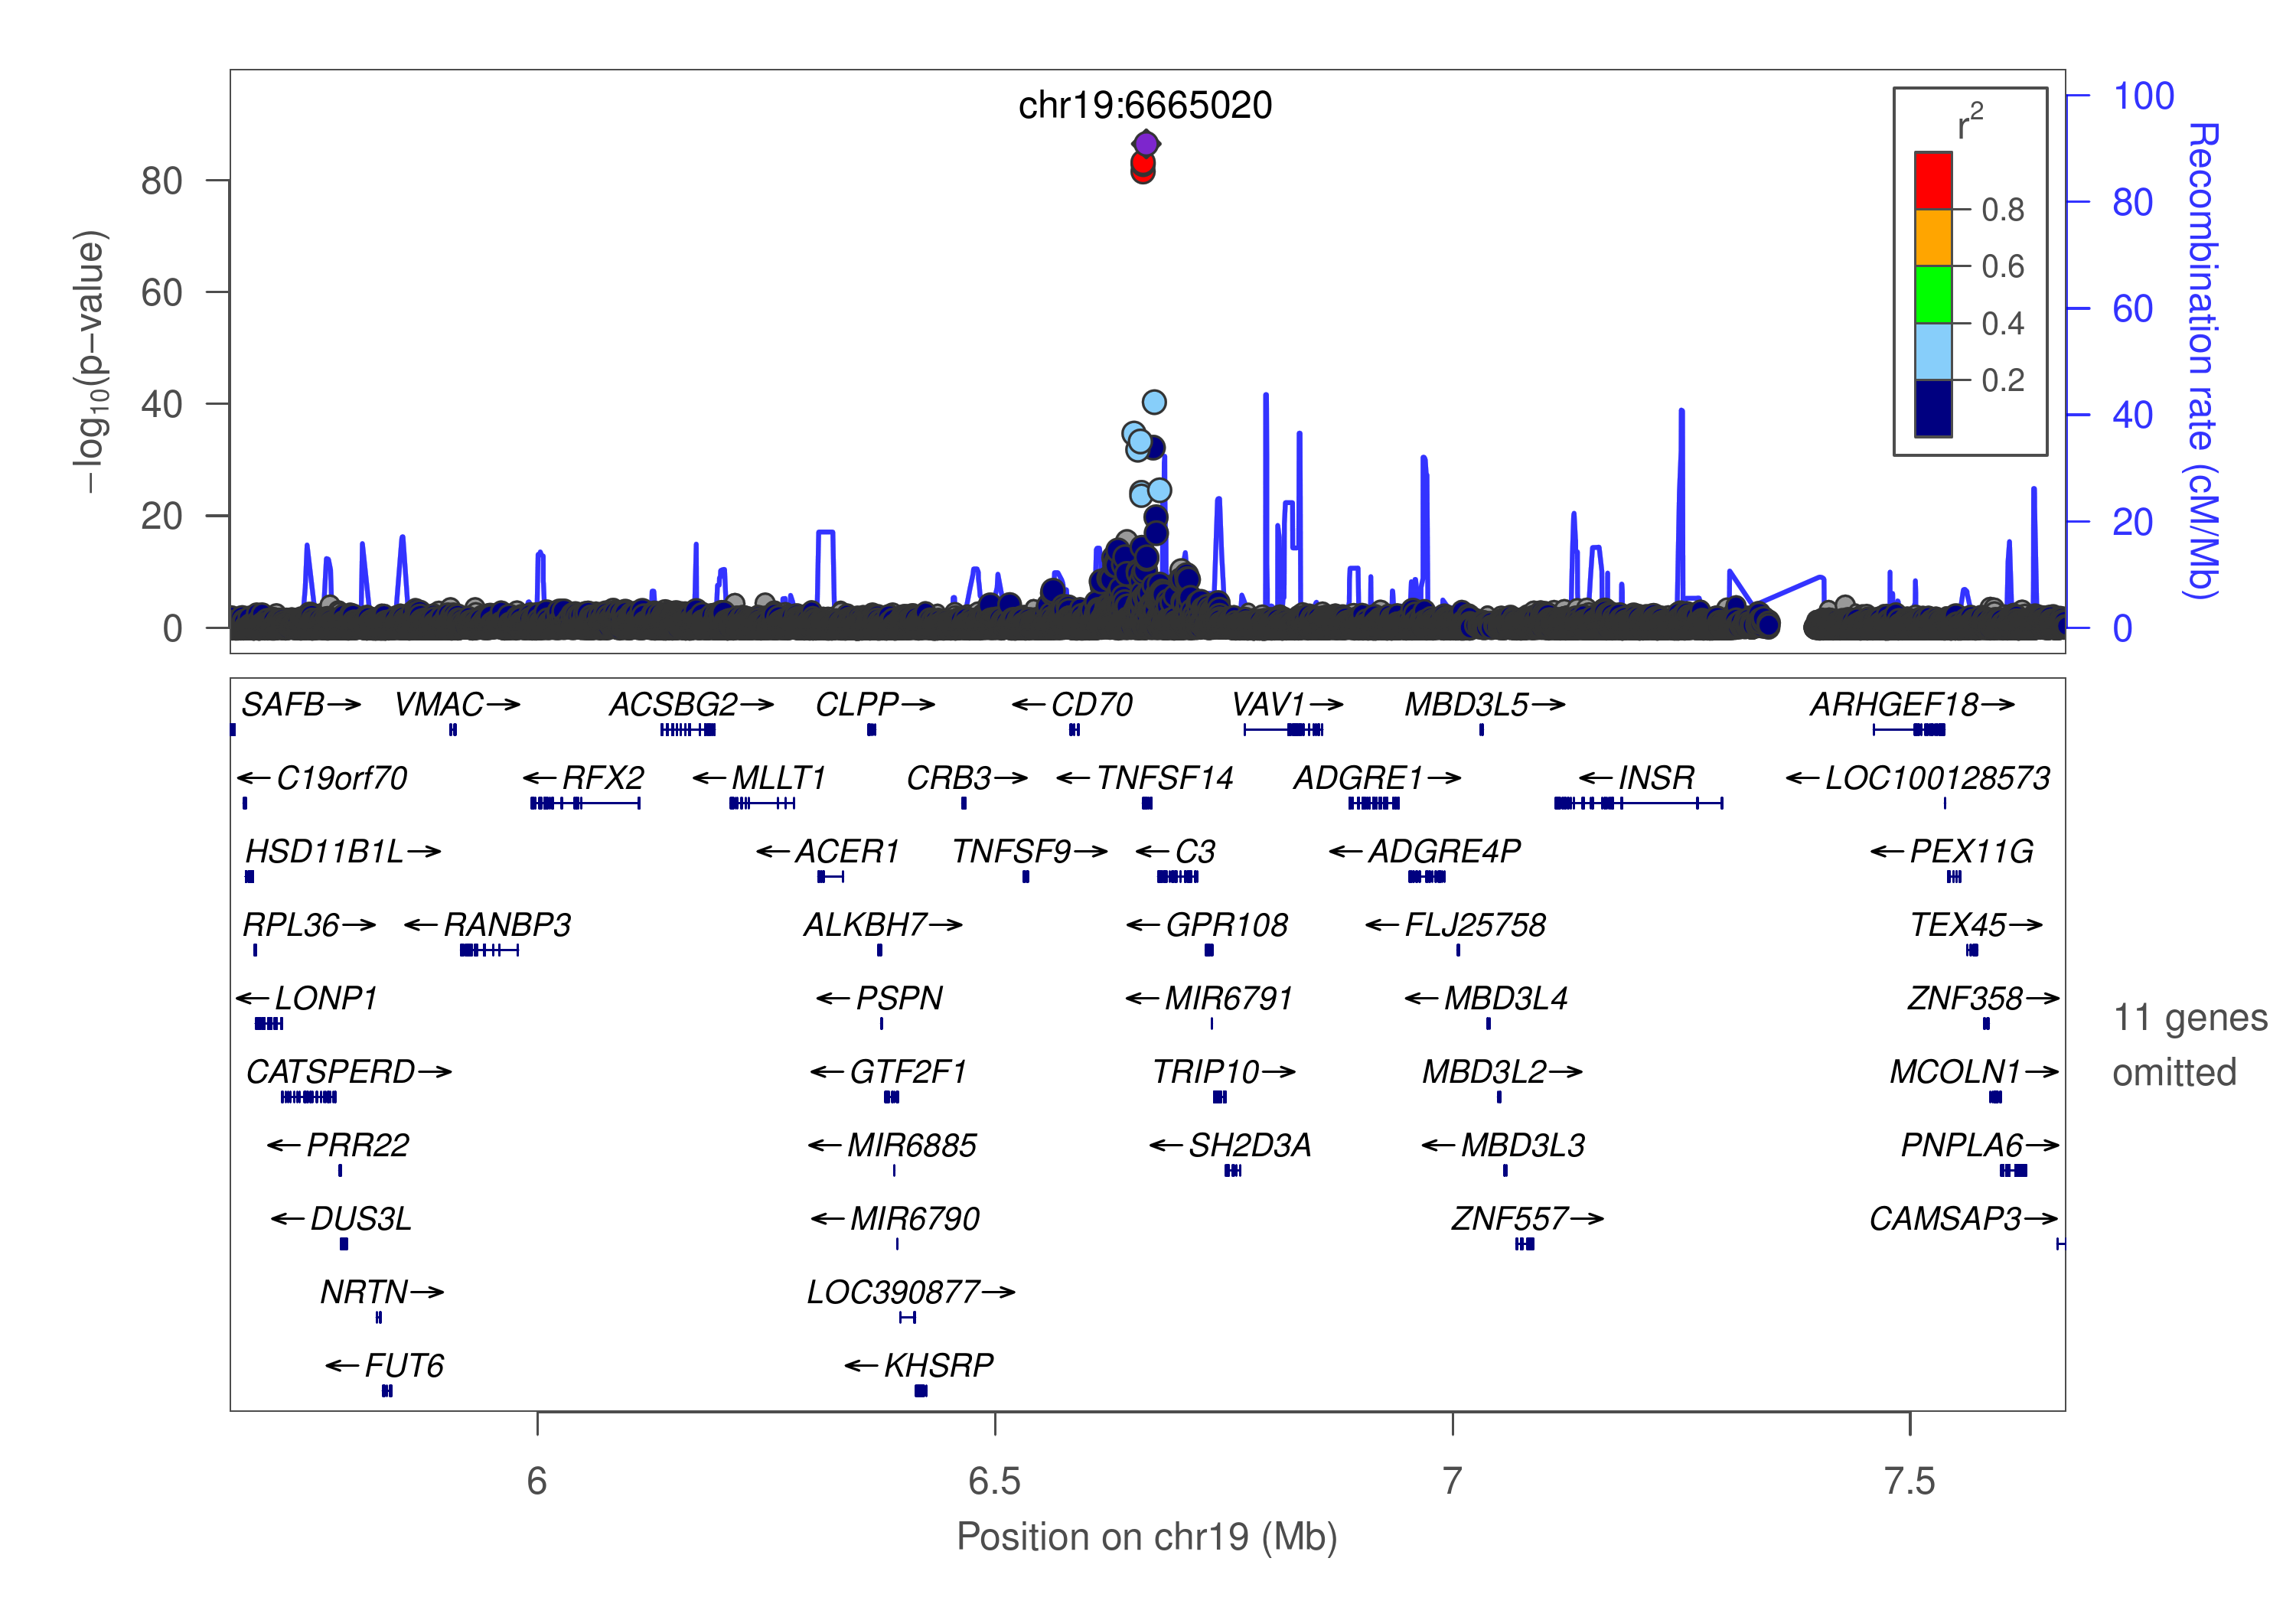 chr19:6665020
−log10(p−value)
80
60
40
20
0
r2
0.8
0.6
0.4
0.2
100
80
60
40
20
0
Recombination rate (cM/Mb)
SAFB→ VMAC→ ACSBG2→ CLPP→ ←CD70 VAV1→ MBD3L5→ ARHGEF18→
←C19orf70 ←RFX2 ←MLLT1 CRB3→ ←TNFSF14 ADGRE1→ ←INSR ←LOC100128573
HSD11B1L→ ←ACER1 TNFSF9→ ←C3 ←ADGRE4P ←PEX11G
RPL36→ ←RANBP3 ALKBH7→ ←GPR108 ←FLJ25758 TEX45→
←LONP1 ←PSPN ←MIR6791 ←MBD3L4 ZNF358→
CATSPERD→ ←GTF2F1 TRIP10→ MBD3L2→ MCOLN1→
←PRR22 ←MIR6885 ←SH2D3A ←MBD3L3 PNPLA6→
←DUS3L ←MIR6790 ZNF557→ CAMSAP3→
NRTN→ LOC390877→
←FUT6 ←KHSRP
11 genes
omitted
6 6.5 7 7.5
Position on chr19 (Mb)